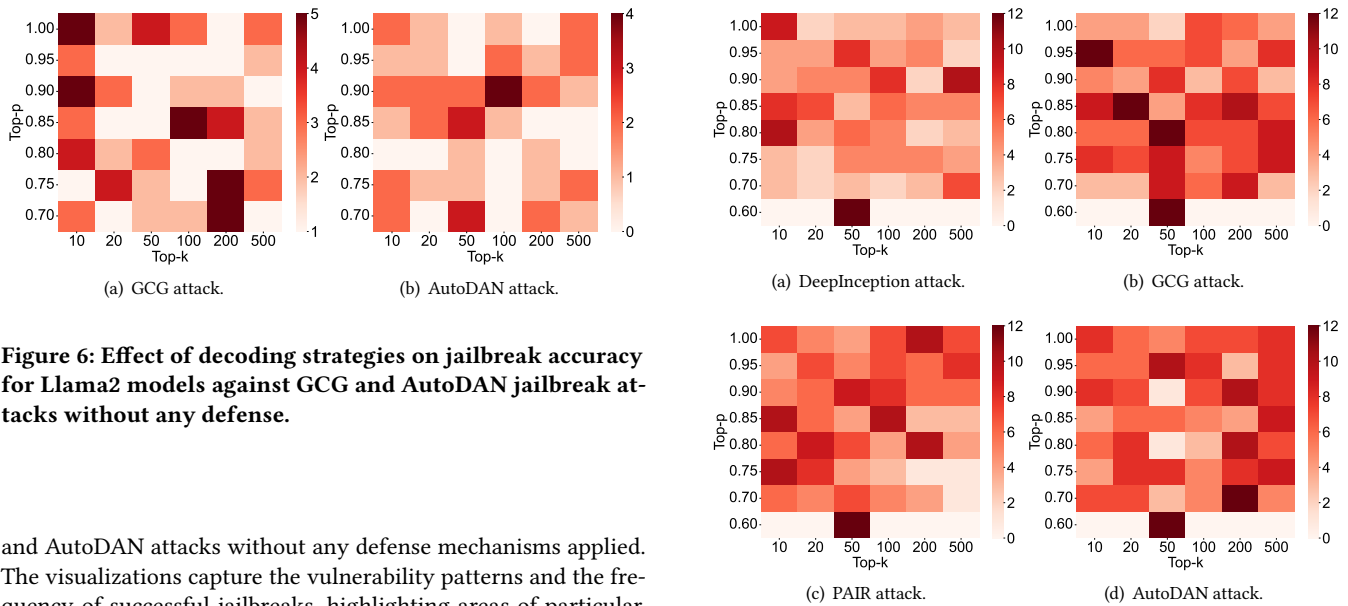 1.00
0.95
0.90
0.85
0.80
0.75
0.70
Top-p
10 20 50 100 200 500
Top-k
5
4
3
2
1
(a) GCG attack.
1.00
0.95
0.90
0.85
0.80
0.75
0.70
Top-p
10 20 50 100 200 500
Top-k
4
3
2
1
0
(b) AutoDAN attack.
Figure 6: Effect of decoding strategies on jailbreak accuracy
for Llama2 models against GCG and AutoDAN jailbreak at-
tacks without any defense.
and AutoDAN attacks without any defense mechanisms applied.
The visualizations capture the vulnerability patterns and the fre-
quency of successful jailbreaks, highlighting areas of particular
1.00
0.95
0.90
0.85
0.80
0.75
0.70
0.60
Top-p
10 20 50 100 200 500
Top-k
12
10
8
6
4
2
0
(a) DeepInception attack.
1.00
0.95
0.90
0.85
0.80
0.75
0.70
0.60
Top-p
10 20 50 100 200 500
Top-k
12
10
8
6
4
2
0
(b) GCG attack.
1.00
0.95
0.90
0.85
0.80
0.75
0.70
0.60
Top-p
10 20 50 100 200 500
Top-k
12
10
8
6
4
2
0
(c) PAIR attack.
1.00
0.95
0.90
0.85
0.80
0.75
0.70
0.60
Top-p
10 20 50 100 200 500
Top-k
12
10
8
6
4
2
0
(d) AutoDAN attack.